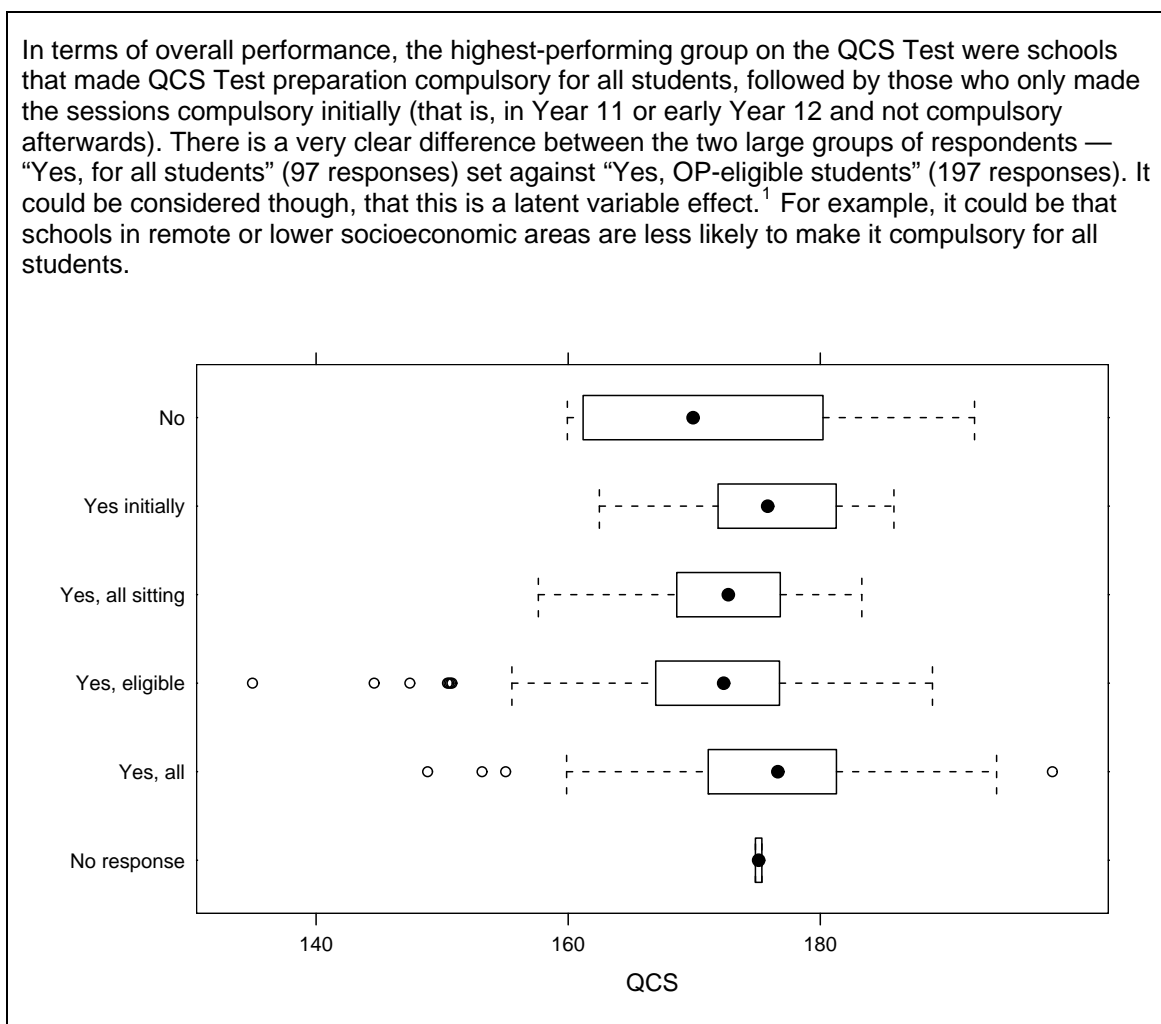 In terms of overall performance, the highest-performing group on the QCS Test were schools
that made QCS Test preparation compulsory for all students, followed by those who only made
the sessions compulsory initially (that is, in Year 11 or early Year 12 and not compulsory
afterwards). There is a very clear difference between the two large groups of respondents —
“Yes, for all students” (97 responses) set against “Yes, OP-eligible students” (197 responses). It
could be considered though, that this is a latent variable effect.1 For example, it could be that
schools in remote or lower socioeconomic areas are less likely to make it compulsory for all
students.
No
Yes initially
Yes, all sitting
Yes, eligible
Yes, all
No response
140 160 180
QCS